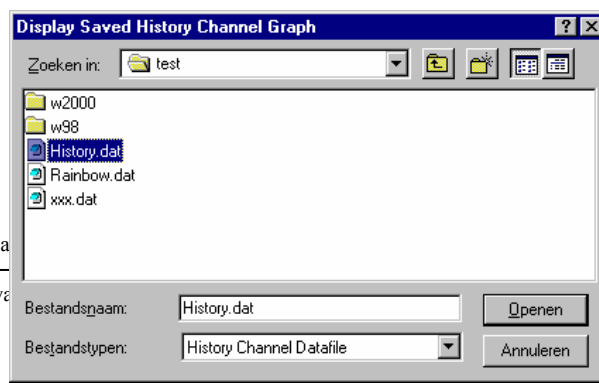 Display Saved History Channel Graph
Zoeken in: test
w2000
w98
History.dat
Rainbow.dat
xxx.dat
Bestandsnaam: History.dat Openen
Bestandstypen: History Channel Datafile Annuleren